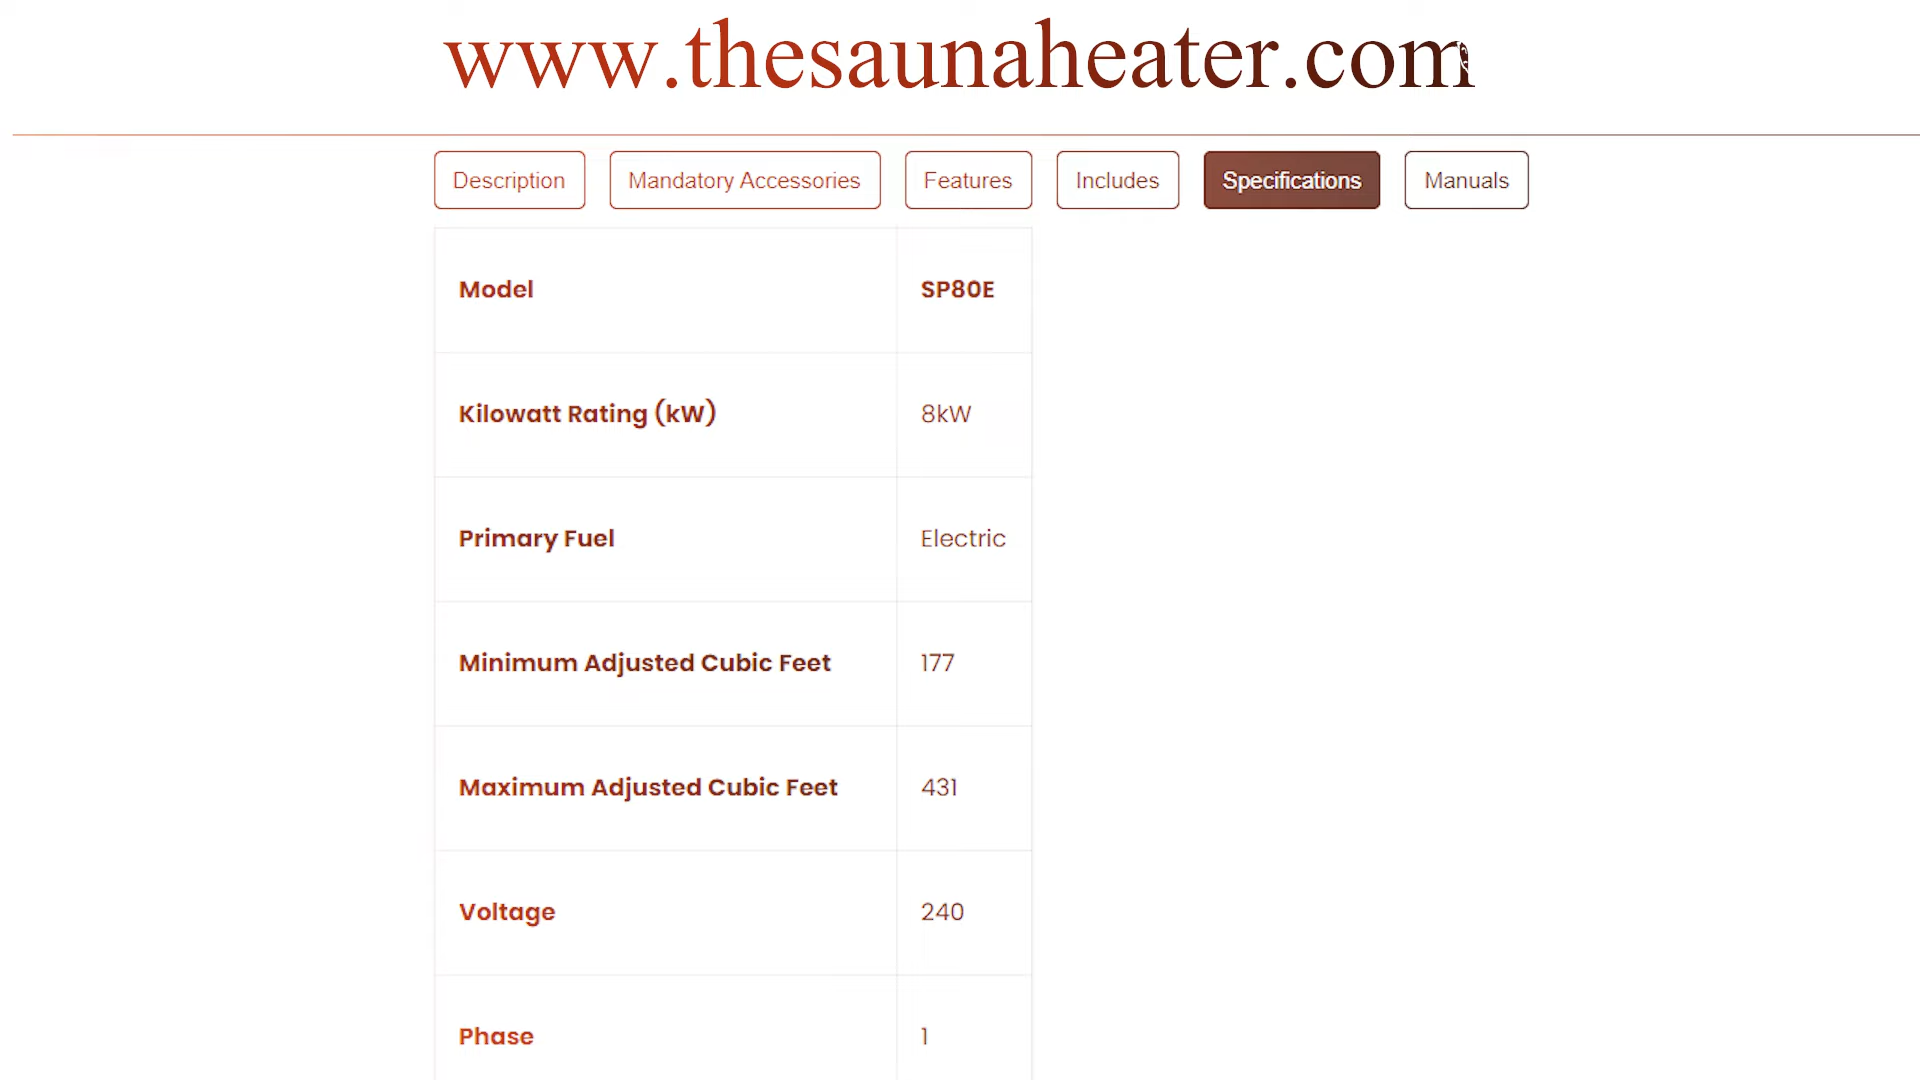 www.thesaunaheater.com
Description Mandatory Accessories Features Includes Specifications Manuals
Model SP80E
Kilowatt Rating (kW) 8kW
Primary Fuel Electric
Minimum Adjusted Cubic Feet 177
Maximum Adjusted Cubic Feet 431
Voltage 240
Phase 1